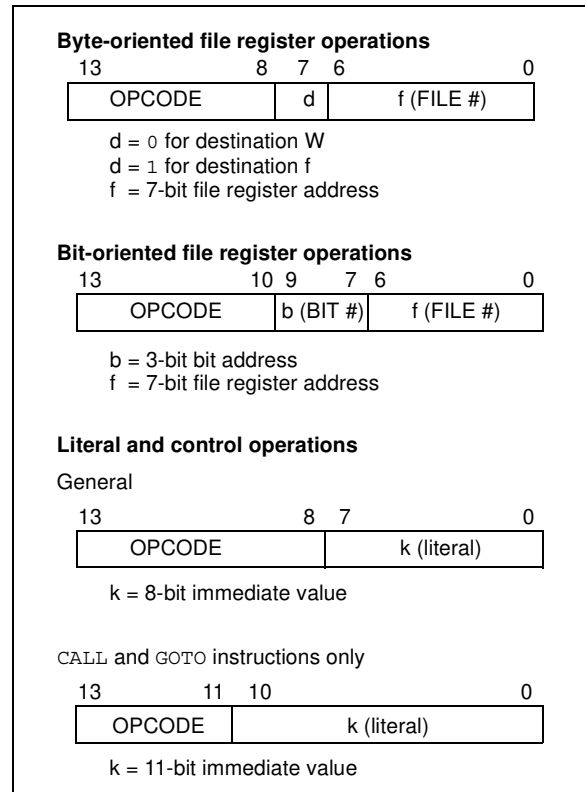 Byte-oriented file register operations
13 8 7 6 0
OPCODE d f (FILE #)
d = 0 for destination W
d = 1 for destination f
f = 7-bit file register address
Bit-oriented file register operations
13 10 9 7 6 0
OPCODE b (BIT #) f (FILE #)
b = 3-bit bit address
f = 7-bit file register address
Literal and control operations
General
13 8 7 0
OPCODE k (literal)
k = 8-bit immediate value
CALL and GOTO instructions only
13 11 10 0
OPCODE k (literal)
k = 11-bit immediate value